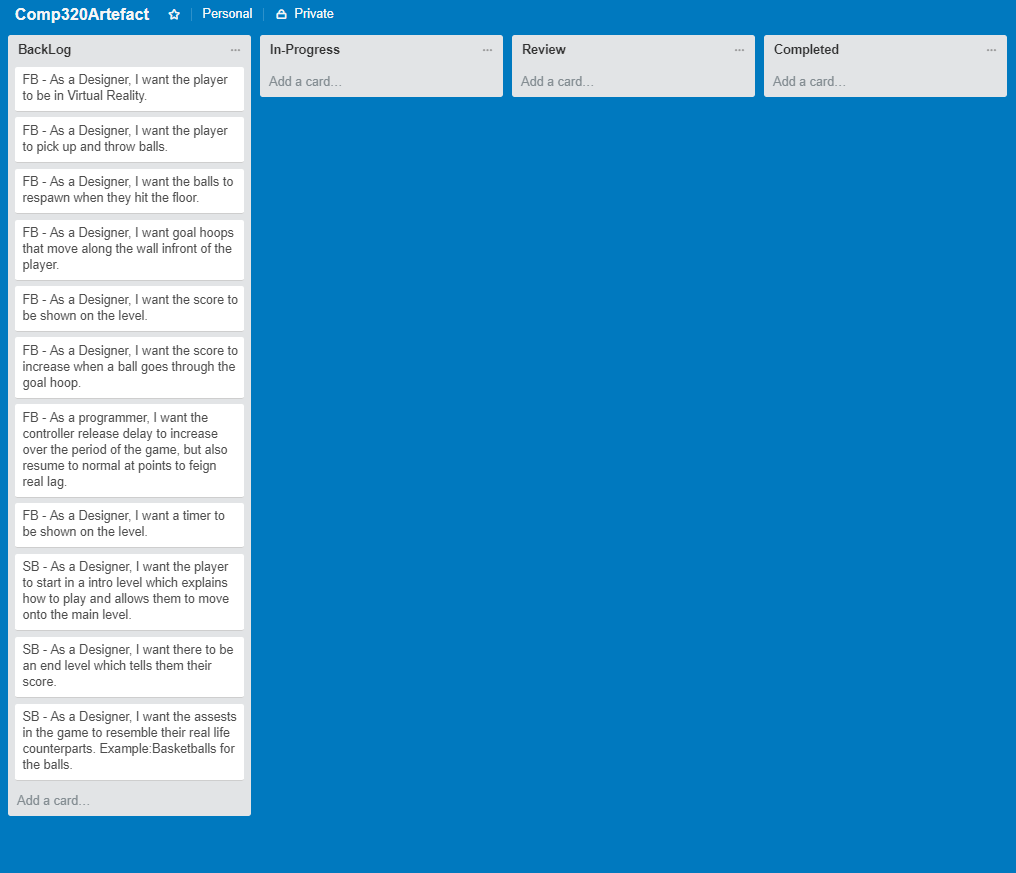 Comp320Artefact Personal Private
BackLog
FB - As a Designer, I want the player
to be in Virtual Reality.
FB - As a Designer, I want the player
to pick up and throw balls.
FB - As a Designer, I want the balls to
respawn when they hit the floor.
FB - As a Designer, I want goal hoops
that move along the wall infront of the
player.
FB - As a Designer, I want the score to
be shown on the level.
FB - As a Designer, I want the score to
increase when a ball goes through the
goal hoop.
FB - As a programmer, I want the
controller release delay to increase
over the period of the game, but also
resume to normal at points to feign
real lag.
FB - As a Designer, I want a timer to
be shown on the level.
SB - As a Designer, I want the player
to start in a intro level which explains
how to play and allows them to move
onto the main level.
SB - As a Designer, I want there to be
an end level which tells them their
score.
SB - As a Designer, I want the assests
in the game to resemble their real life
counterparts. Example:Basketballs for
the balls.
Add a card...
In-Progress
Add a card...
Review
Add a card...
Completed
Add a card...